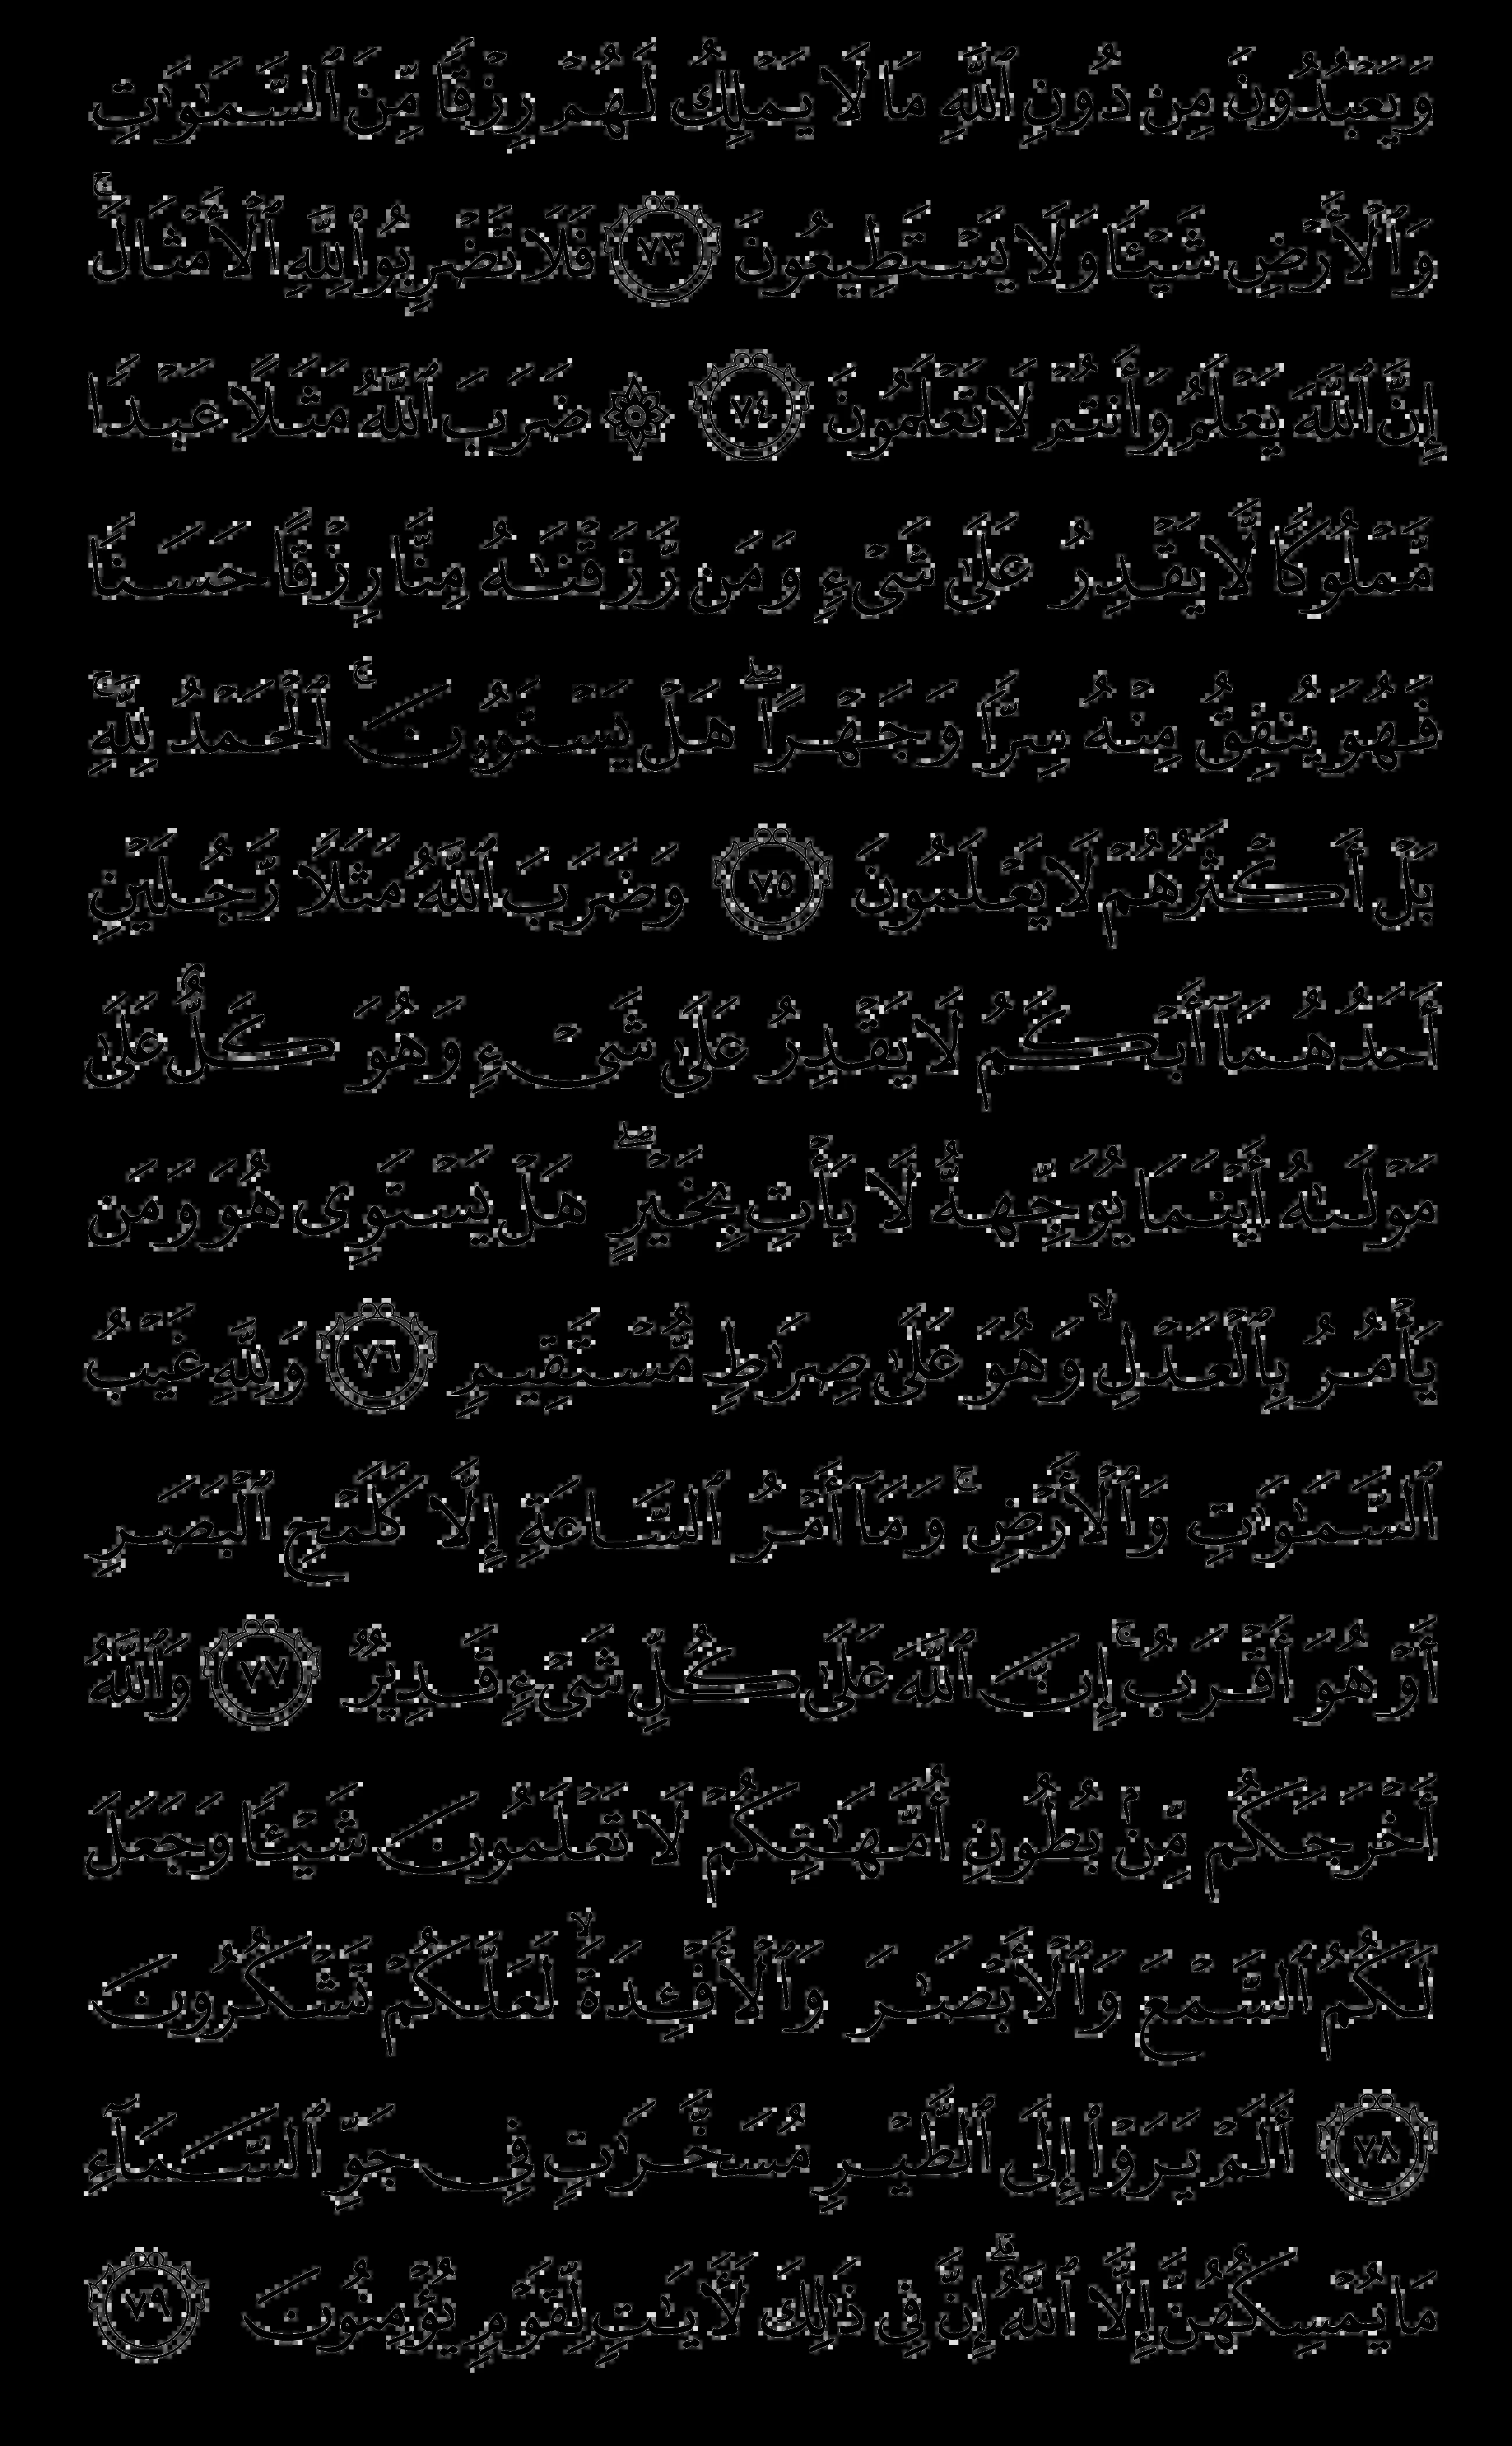 وَيَعْبُدُونَ مِن دُونِ ٱللَّهِ مَا لَا يَمْلِكُ لَهُمْ رِزْقًا مِّنَ ٱلسَّمَٰوَٰتِ
وَٱلْأَرْضِ شَيْـًٔا وَلَا يَسْتَطِيعُونَ ٧٣ فَلَا تَضْرِبُوا۟ لِلَّهِ ٱلْأَمْثَالَ ۚ
إِنَّ ٱللَّهَ يَعْلَمُ وَأَنتُمْ لَا تَعْلَمُونَ ٧٤ ۞ ضَرَبَ ٱللَّهُ مَثَلًا عَبْدًا
مَّمْلُوكًا لَّا يَقْدِرُ عَلَىٰ شَىْءٍ وَمَن رَّزَقْنَٰهُ مِنَّا رِزْقًا حَسَنًا
فَهُوَ يُنفِقُ مِنْهُ سِرًّا وَجَهْرًا ۖ هَلْ يَسْتَوُۥنَ ۚ ٱلْحَمْدُ لِلَّهِ ۚ
بَلْ أَكْثَرُهُمْ لَا يَعْلَمُونَ ٧٥ وَضَرَبَ ٱللَّهُ مَثَلًا رَّجُلَيْنِ
أَحَدُهُمَآ أَبْكَمُ لَا يَقْدِرُ عَلَىٰ شَىْءٍ وَهُوَ كَلٌّ عَلَىٰ
مَوْلَىٰهُ أَيْنَمَا يُوَجِّههُّ لَا يَأْتِ بِخَيْرٍ ۖ هَلْ يَسْتَوِى هُوَ وَمَن
يَأْمُرُ بِٱلْعَدْلِ ۙ وَهُوَ عَلَىٰ صِرَٰطٍ مُّسْتَقِيمٍ ٧٦ وَلِلَّهِ غَيْبُ
ٱلسَّمَٰوَٰتِ وَٱلْأَرْضِ ۚ وَمَآ أَمْرُ ٱلسَّاعَةِ إِلَّا كَلَمْحِ ٱلْبَصَرِ
أَوْ هُوَ أَقْرَبُ ۚ إِنَّ ٱللَّهَ عَلَىٰ كُلِّ شَىْءٍ قَدِيرٌ ٧٧ وَٱللَّهُ
أَخْرَجَكُم مِّنۢ بُطُونِ أُمَّهَٰتِكُمْ لَا تَعْلَمُونَ شَيْـًٔا وَجَعَلَ
لَكُمُ ٱلسَّمْعَ وَٱلْأَبْصَٰرَ وَٱلْأَفْـِٔدَةَ ۙ لَعَلَّكُمْ تَشْكُرُونَ
٧٨ أَلَمْ يَرَوْا۟ إِلَى ٱلطَّيْرِ مُسَخَّرَٰتٍ فِى جَوِّ ٱلسَّمَآءِ
مَا يُمْسِكُهُنَّ إِلَّا ٱللَّهُ ۗ إِنَّ فِى ذَٰلِكَ لَـَٔايَٰتٍ لِّقَوْمٍ يُؤْمِنُونَ ٧٩